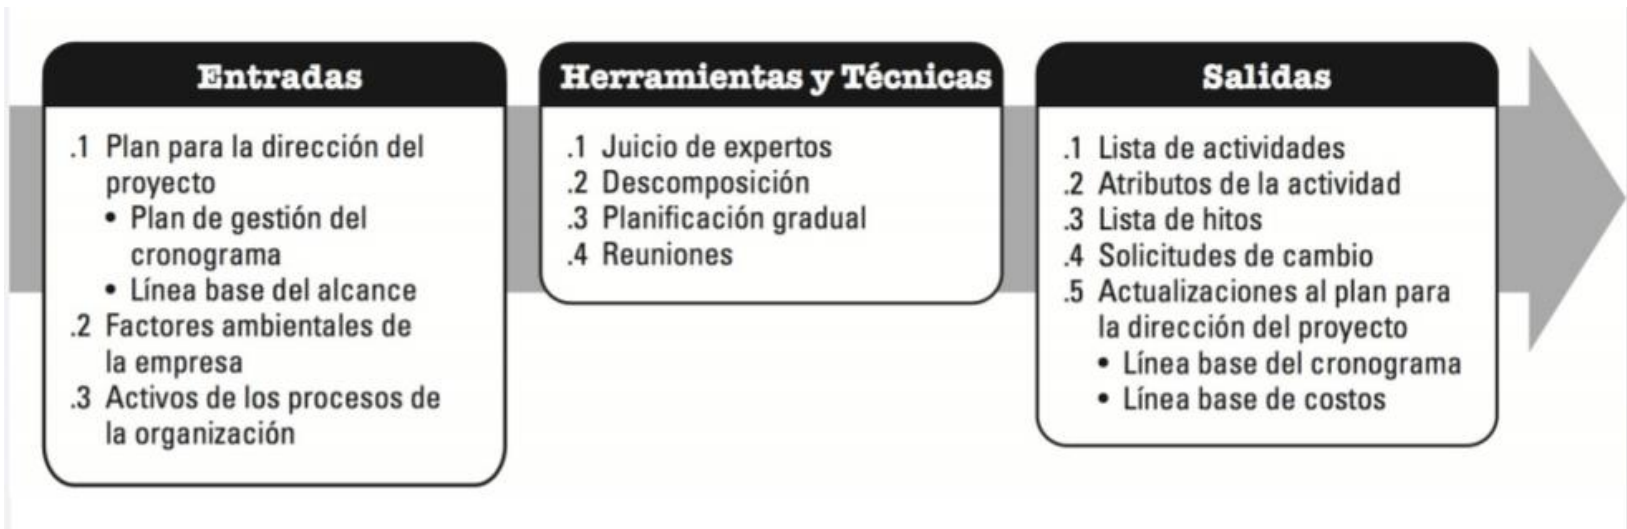 Entradas
.1 Plan para la dirección del
proyecto
• Plan de gestión del
cronograma
• Línea base del alcance
.2 Factores ambientales de
la empresa
.3 Activos de los procesos de
la organización
Herramientas y Técnicas
.1 Juicio de expertos
.2 Descomposición
.3 Planificación gradual
.4 Reuniones
Salidas
.1 Lista de actividades
.2 Atributos de la actividad
.3 Lista de hitos
.4 Solicitudes de cambio
.5 Actualizaciones al plan para
la dirección del proyecto
• Línea base del cronograma
• Línea base de costos